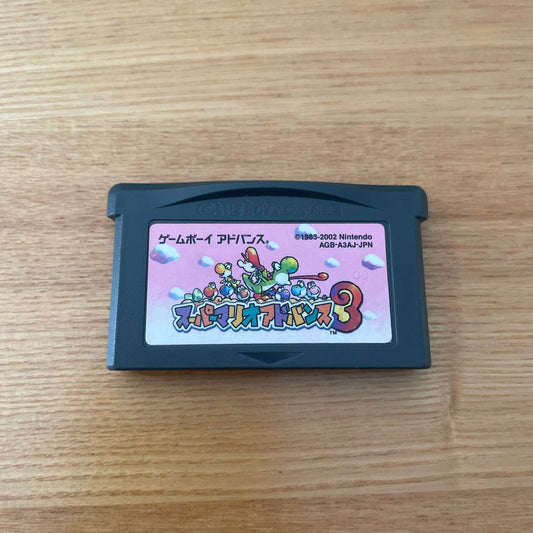 GAME BOY ADVANCE
ゲームボーイ アドバンス®
©1983-2002 Nintendo
AGB-A3AJ-JPN
スーパーマリオアドバンス3
TM